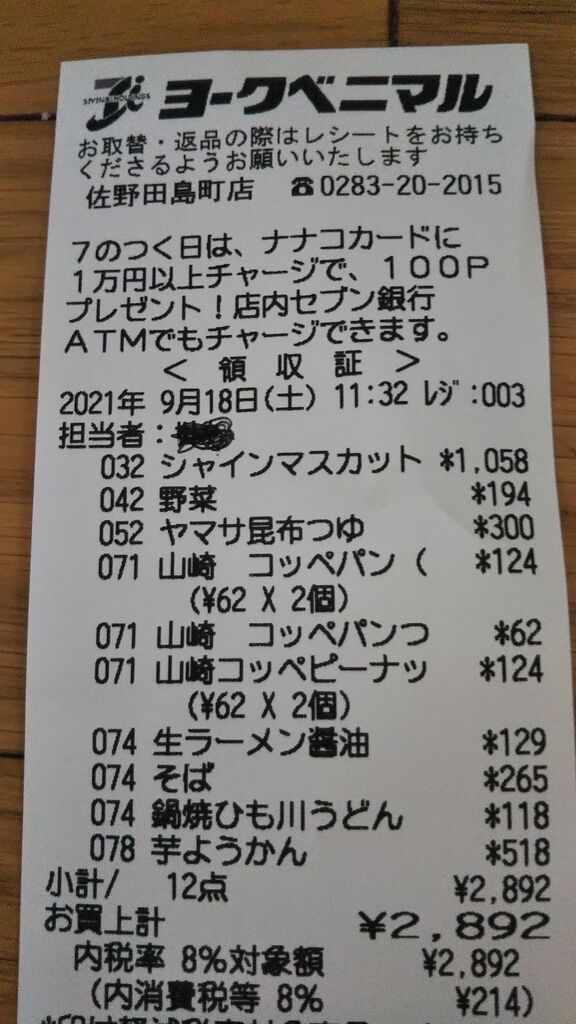 SEVEN&i HOLDINGS
ヨークベニマル
お取替・返品の際はレシートをお持ち
くださるようお願いいたします
佐野田島町店 ☎0283-20-2015
7のつく日は、ナナコカードに
1万円以上チャージで、100P
プレゼント!店内セブン銀行
ATMでもチャージできます。
< 領 収 証 >
2021年 9月18日(土) 11:32 レジ:003
担当者:
032 シャインマスカット *1,058
042 野菜 *194
052 ヤマサ昆布つゆ *300
071 山崎 コッペパン ( *124
(¥62 X 2個)
071 山崎 コッペパンつ *62
071 山崎コッペピーナッ *124
(¥62 X 2個)
074 生ラーメン醤油 *129
074 そば *265
074 鍋焼ひも川うどん *118
078 芋ようかん *518
小計/ 12点 ¥2,892
お買上計 ¥2,892
内税率 8%対象額 ¥2,892
(内消費税等 8% ¥214)